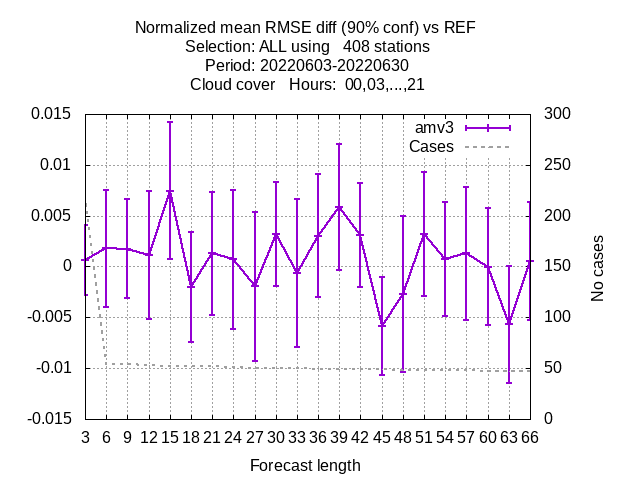 Normalized mean RMSE diff (90% conf) vs REF
Selection: ALL using   408 stations
Period: 20220603-20220630
Cloud cover   Hours:  00,03,...,21
amv3
Cases
0.015
0.01
0.005
0
-0.005
-0.01
-0.015
300
250
200
150
100
50
0
No cases
3 6 9 12 15 18 21 24 27 30 33 36 39 42 45 48 51 54 57 60 63 66
Forecast length